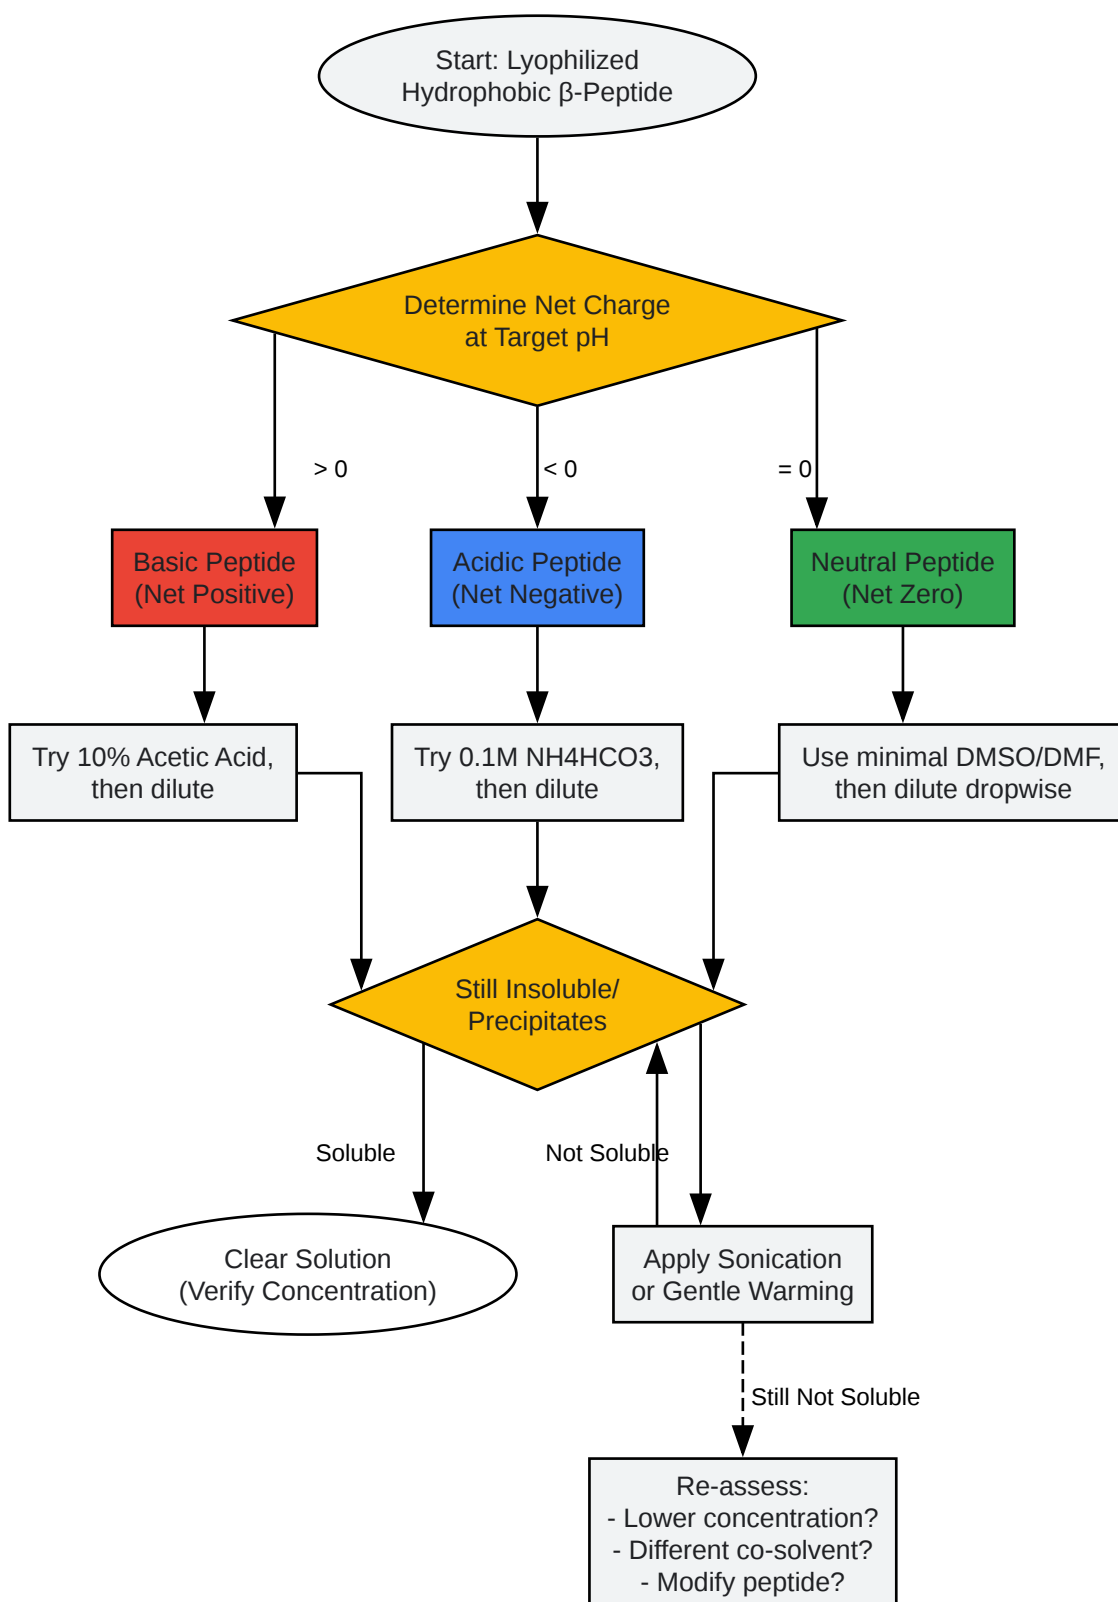 Start: Lyophilized
Hydrophobic β-Peptide
Determine Net Charge
at Target pH
> 0
< 0
= 0
Basic Peptide
(Net Positive)
Acidic Peptide
(Net Negative)
Neutral Peptide
(Net Zero)
Try 10% Acetic Acid,
then dilute
Try 0.1M NH4HCO3,
then dilute
Use minimal DMSO/DMF,
then dilute dropwise
Still Insoluble/
Precipitates
Soluble
Not Soluble
Clear Solution
(Verify Concentration)
Apply Sonication
or Gentle Warming
Still Not Soluble
Re-assess:
- Lower concentration?
- Different co-solvent?
- Modify peptide?